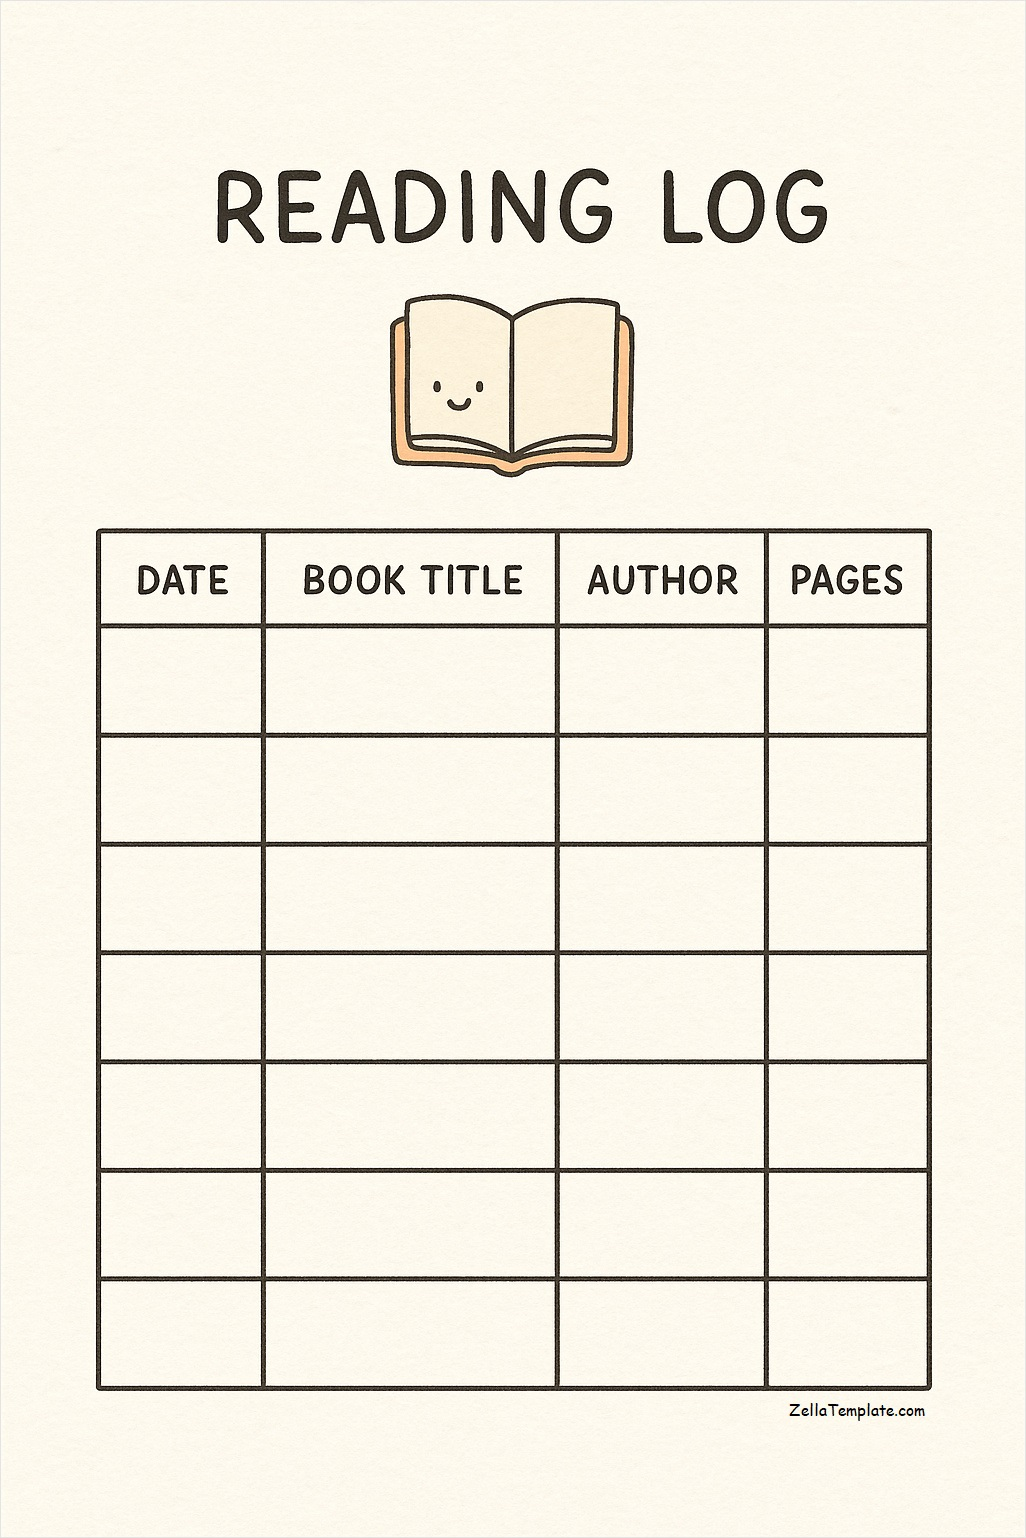 READING LOG
DATE BOOK TITLE AUTHOR PAGES
ZellaTemplate.com